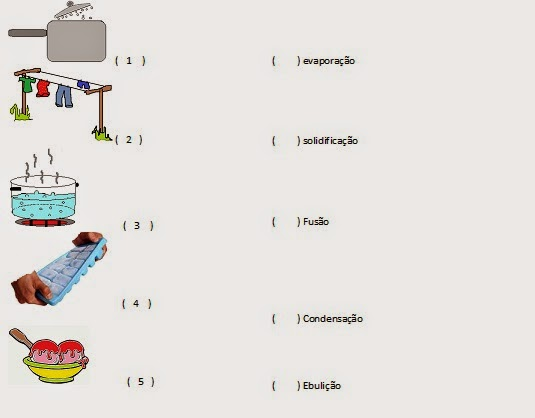 ( 1 ) ( ) evaporação
( 2 ) ( ) solidificação
( 3 ) ( ) Fusão
( 4 ) ( ) Condensação
( 5 ) ( ) Ebulição